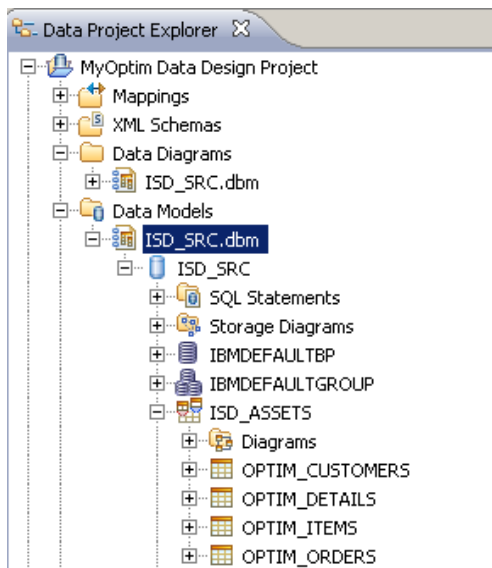 Data Project Explorer
MyOptim Data Design Project
Mappings
XML Schemas
Data Diagrams
ISD_SRC.dbm
Data Models
ISD_SRC.dbm
ISD_SRC
SQL Statements
Storage Diagrams
IBMDEFAULTBP
IBMDEFAULTGROUP
ISD_ASSETS
Diagrams
OPTIM_CUSTOMERS
OPTIM_DETAILS
OPTIM_ITEMS
OPTIM_ORDERS